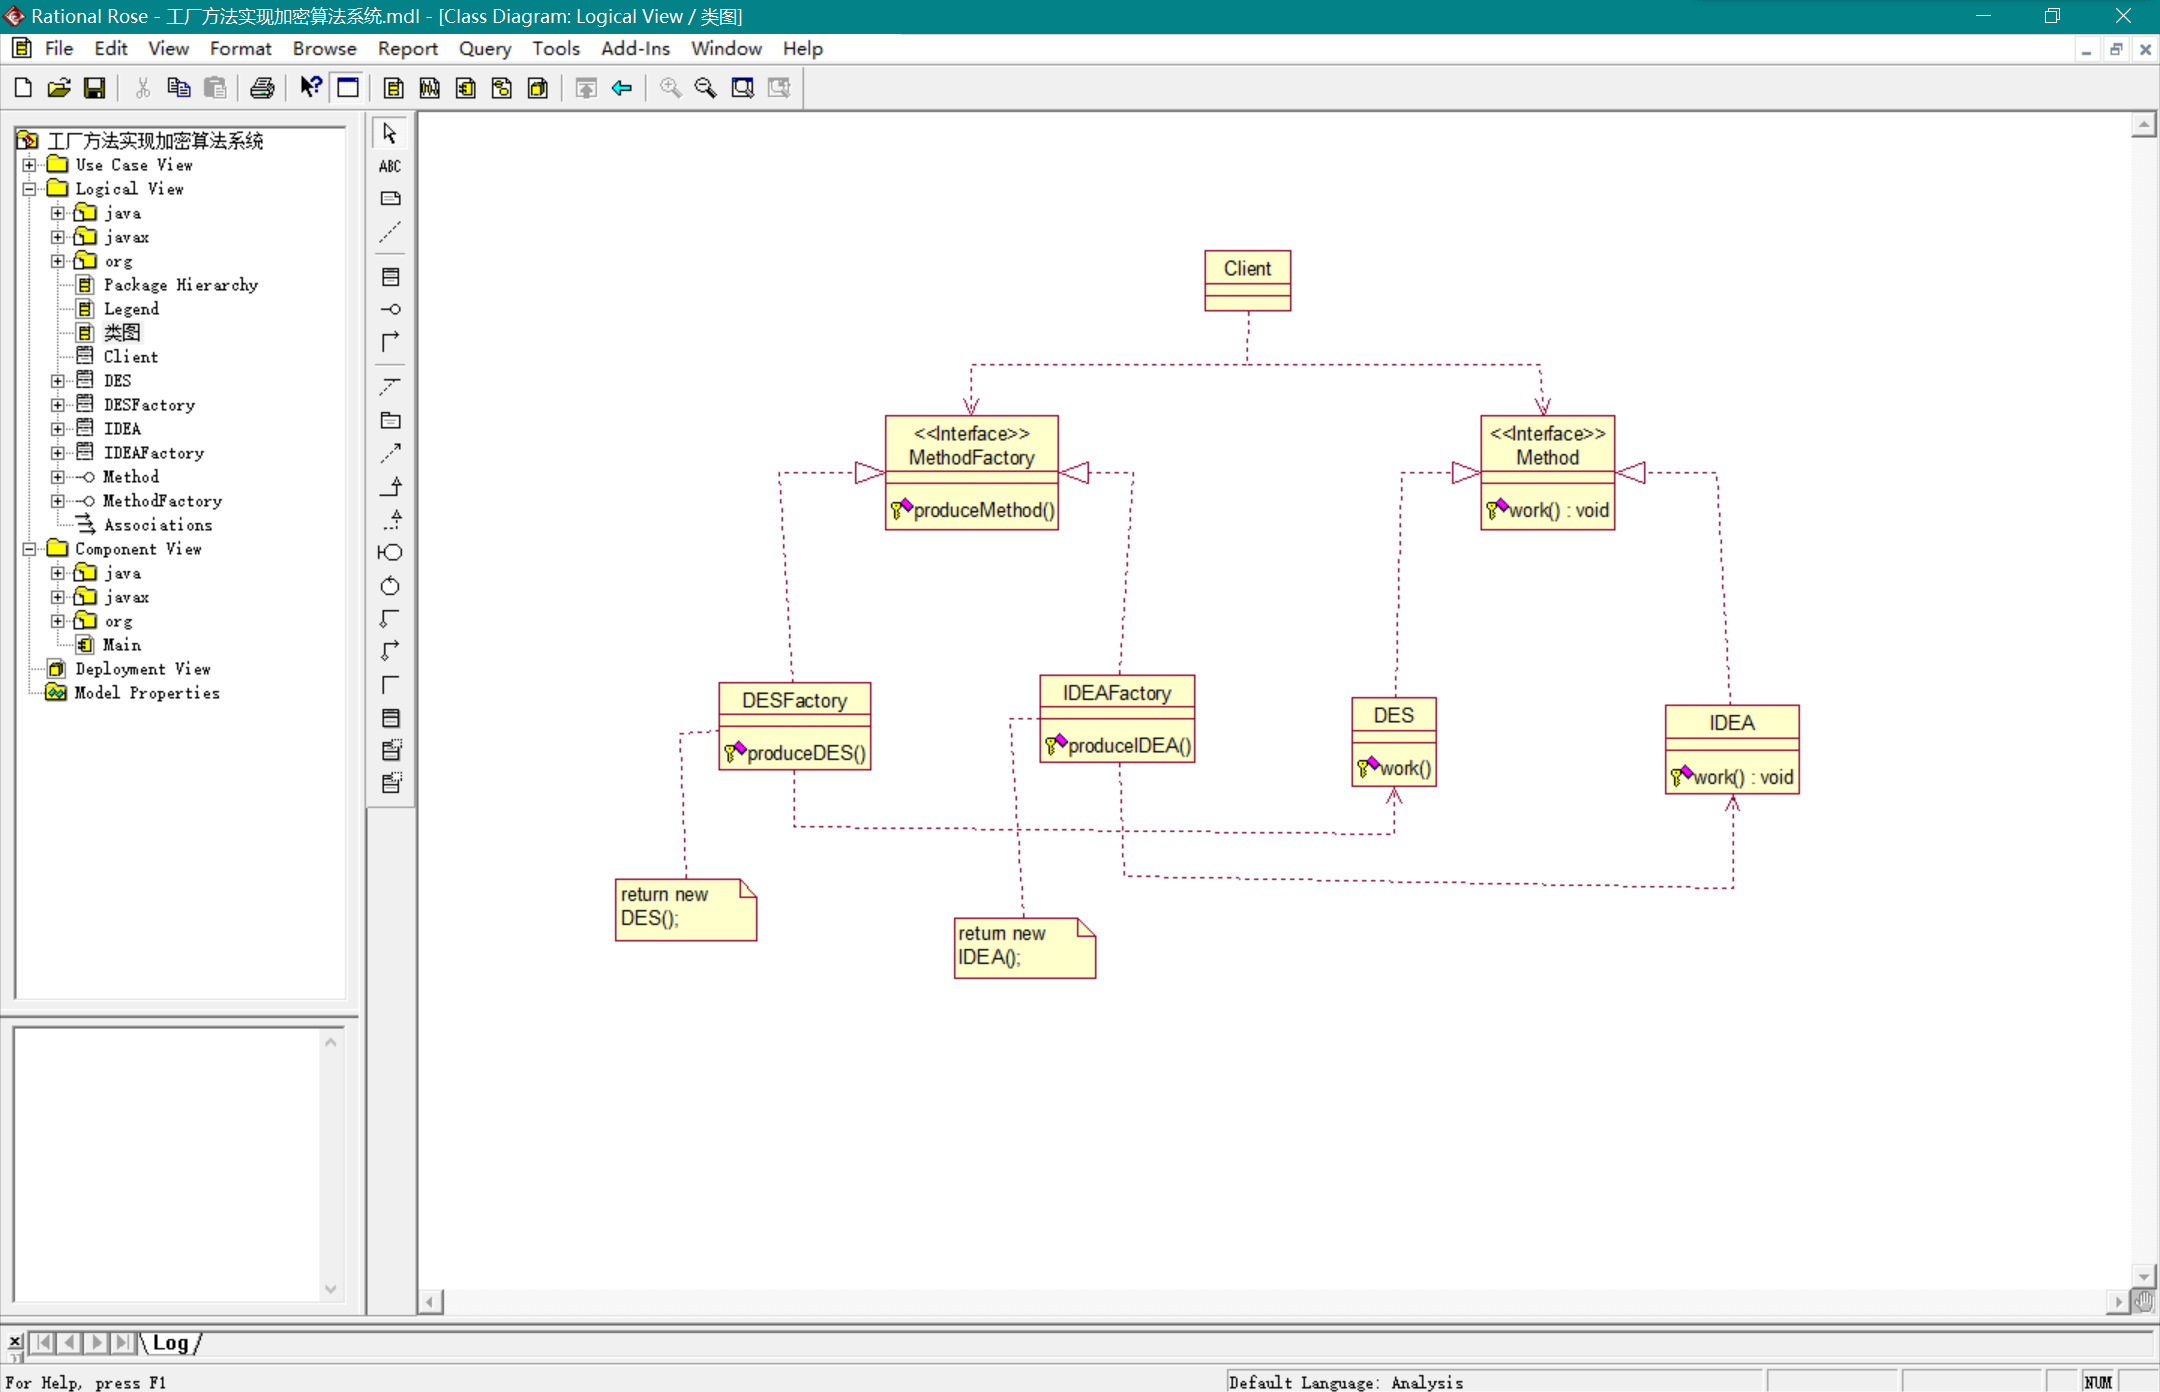 Rational Rose - 工厂方法实现加密算法系统.mdl - [Class Diagram: Logical View / 类图]
File Edit View Format Browse Report Query Tools Add-Ins Window Help
工厂方法实现加密算法系统
Use Case View
Logical View
java
javax
org
Package Hierarchy
Legend
类图
Client
DES
DESFactory
IDEA
IDEAFactory
Method
MethodFactory
Associations
Component View
java
javax
org
Main
Deployment View
Model Properties
ABC
Client
<<Interface>>
MethodFactory
produceMethod()
<<Interface>>
Method
work() : void
DESFactory
produceDES()
IDEAFactory
produceIDEA()
DES
work()
IDEA
work() : void
return new
DES();
return new
IDEA();
Log
For Help, press F1
Default Language: Analysis
NUM